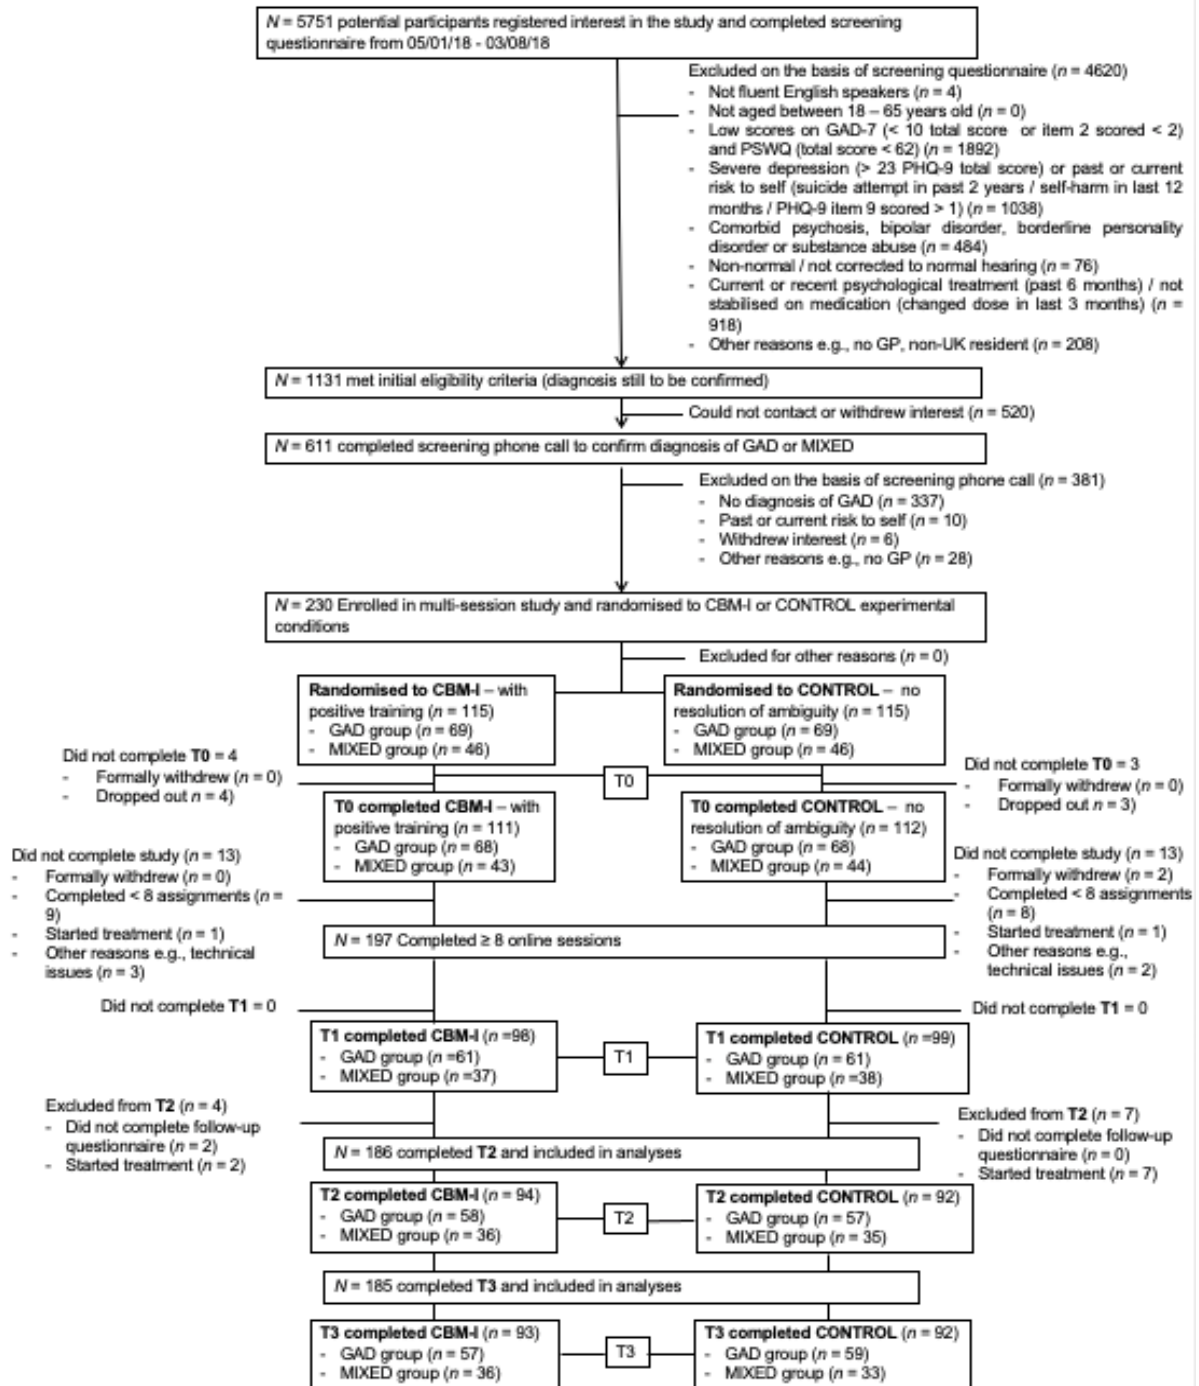 N = 5751 potential participants registered interest in the study and completed screening
questionnaire from 05/01/18 - 03/08/18
Excluded on the basis of screening questionnaire (n = 4620)
- Not fluent English speakers (n = 4)
- Not aged between 18 – 65 years old (n = 0)
- Low scores on GAD-7 (< 10 total score or item 2 scored < 2)
and PSWQ (total score < 62) (n = 1892)
- Severe depression (> 23 PHQ-9 total score) or past or current
risk to self (suicide attempt in past 2 years / self-harm in last 12
months / PHQ-9 item 9 scored > 1) (n = 1038)
- Comorbid psychosis, bipolar disorder, borderline personality
disorder or substance abuse (n = 484)
- Non-normal / not corrected to normal hearing (n = 76)
- Current or recent psychological treatment (past 6 months) / not
stabilised on medication (changed dose in last 3 months) (n =
918)
- Other reasons e.g., no GP, non-UK resident (n = 208)
N = 1131 met initial eligibility criteria (diagnosis still to be confirmed)
Could not contact or withdrew interest (n = 520)
N = 611 completed screening phone call to confirm diagnosis of GAD or MIXED
Excluded on the basis of screening phone call (n = 381)
- No diagnosis of GAD (n = 337)
- Past or current risk to self (n = 10)
- Withdrew interest (n = 6)
- Other reasons e.g., no GP (n = 28)
N = 230 Enrolled in multi-session study and randomised to CBM-I or CONTROL experimental
conditions
Excluded for other reasons (n = 0)
Randomised to CBM-I – with
positive training (n = 115)
- GAD group (n = 69)
- MIXED group (n = 46)
Randomised to CONTROL – no
resolution of ambiguity (n = 115)
- GAD group (n = 69)
- MIXED group (n = 46)
Did not complete T0 = 4
- Formally withdrew (n = 0)
- Dropped out n = 4)
T0
Did not complete T0 = 3
- Formally withdrew (n = 0)
- Dropped out n = 3)
T0 completed CBM-I – with
positive training (n = 111)
- GAD group (n = 68)
- MIXED group (n = 43)
T0 completed CONTROL – no
resolution of ambiguity (n = 112)
- GAD group (n = 68)
- MIXED group (n = 44)
Did not complete study (n = 13)
- Formally withdrew (n = 0)
- Completed < 8 assignments (n =
9)
- Started treatment (n = 1)
- Other reasons e.g., technical
issues (n = 3)
Did not complete study (n = 13)
- Formally withdrew (n = 2)
- Completed < 8 assignments
(n = 8)
- Started treatment (n = 1)
- Other reasons e.g.,
technical issues (n = 2)
N = 197 Completed ≥ 8 online sessions
Did not complete T1 = 0
Did not complete T1 = 0
T1 completed CBM-I (n =98)
- GAD group (n =61)
- MIXED group (n =37)
T1
T1 completed CONTROL (n =99)
- GAD group (n = 61)
- MIXED group (n =38)
Excluded from T2 (n = 4)
- Did not complete follow-up
questionnaire (n = 2)
- Started treatment (n = 2)
Excluded from T2 (n = 7)
- Did not complete follow-up
questionnaire (n = 0)
- Started treatment (n = 7)
N = 186 completed T2 and included in analyses
T2 completed CBM-I (n = 94)
- GAD group (n = 58)
- MIXED group (n = 36)
T2
T2 completed CONTROL (n = 92)
- GAD group (n = 57)
- MIXED group (n = 35)
N = 185 completed T3 and included in analyses
T3 completed CBM-I (n = 93)
- GAD group (n = 57)
- MIXED group (n = 36)
T3
T3 completed CONTROL (n = 92)
- GAD group (n = 59)
- MIXED group (n = 33)